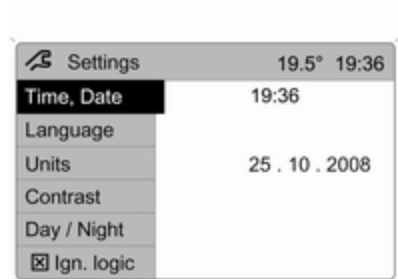 Settings 19.5° 19:36
Time, Date 19:36
Language
Units 25 . 10 . 2008
Contrast
Day / Night
Ign. logic